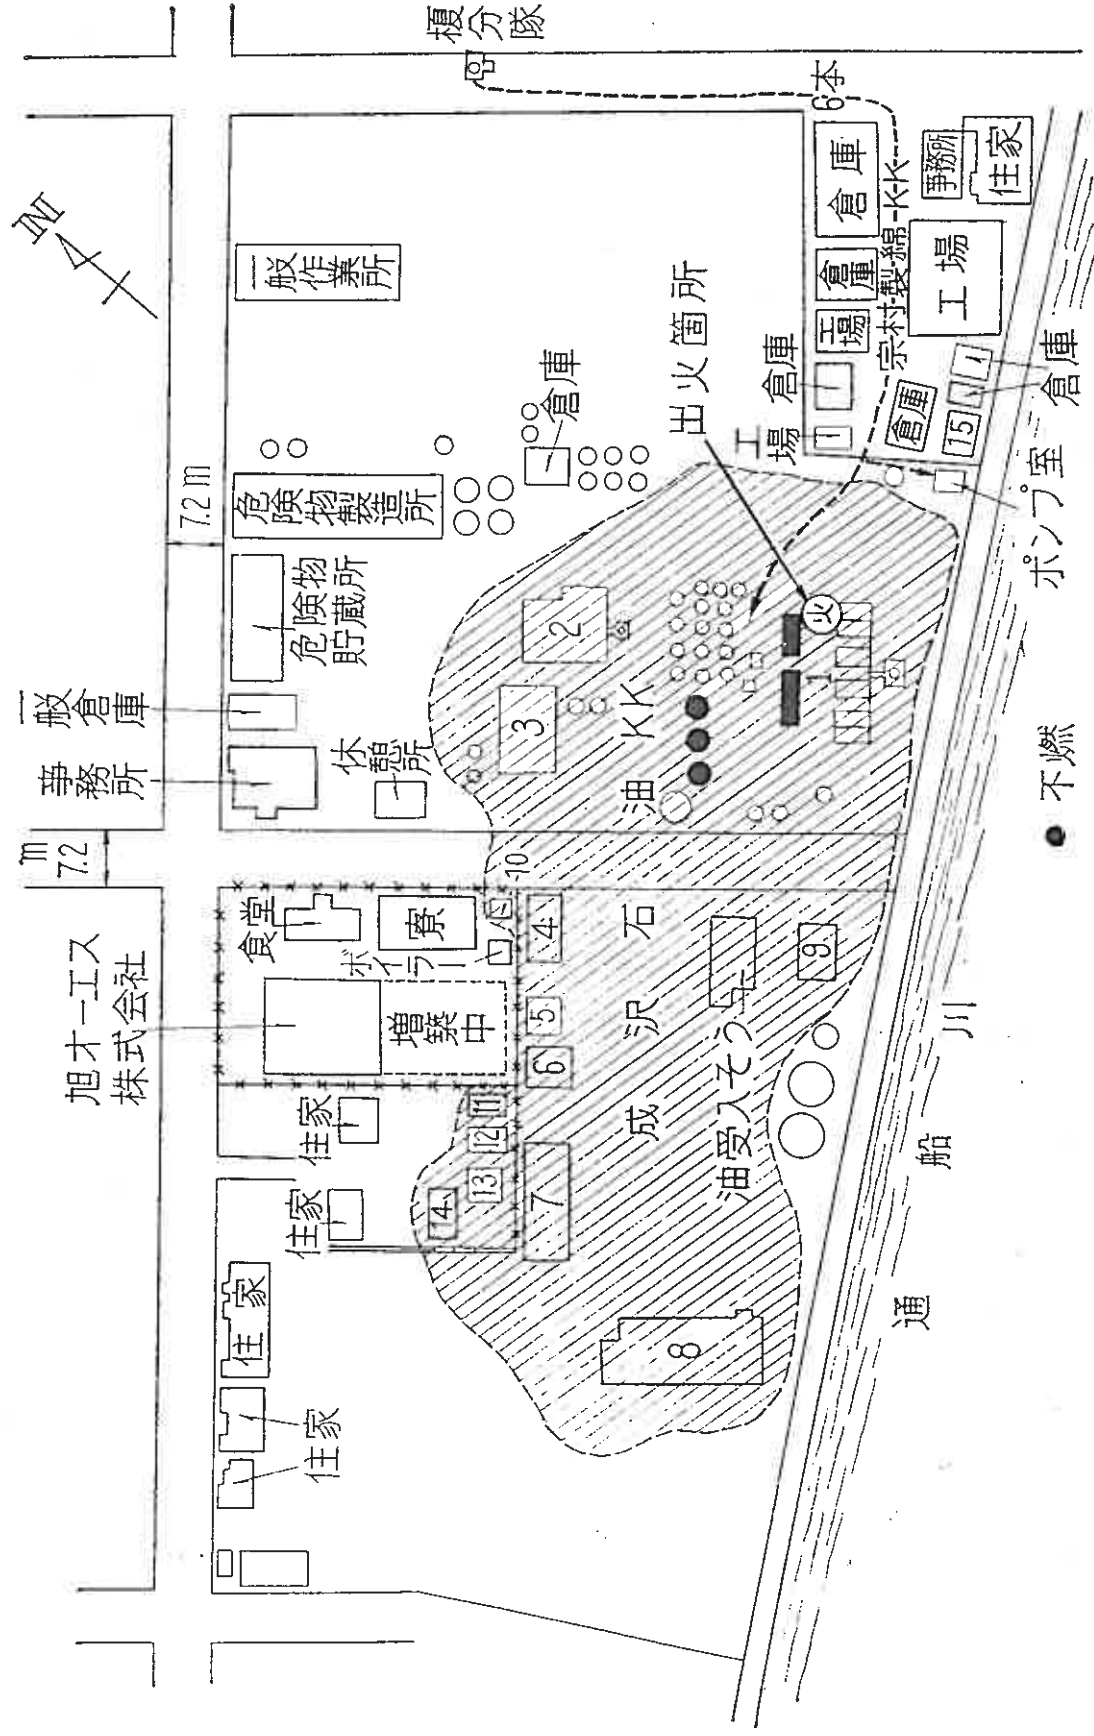 榎分隊
6本
N
一般作業所
倉庫
倉庫
工場
宗村製綿KK
事務所
住家
工場
倉庫
工場
倉庫
15
倉庫
ポンプ室
出火箇所
火
倉庫
7.2m
危険物製造所
危険物貯蔵所
一般倉庫
事務所
休憩所
1
2
3
成沢石油KK
7.2m
旭オーエス
株式会社
食堂
寮
ボイラー
増築中
10
4
5
6
7
8
9
11
12
13
14
油受入そう
住家
住家
住家
住家
通船川
不燃